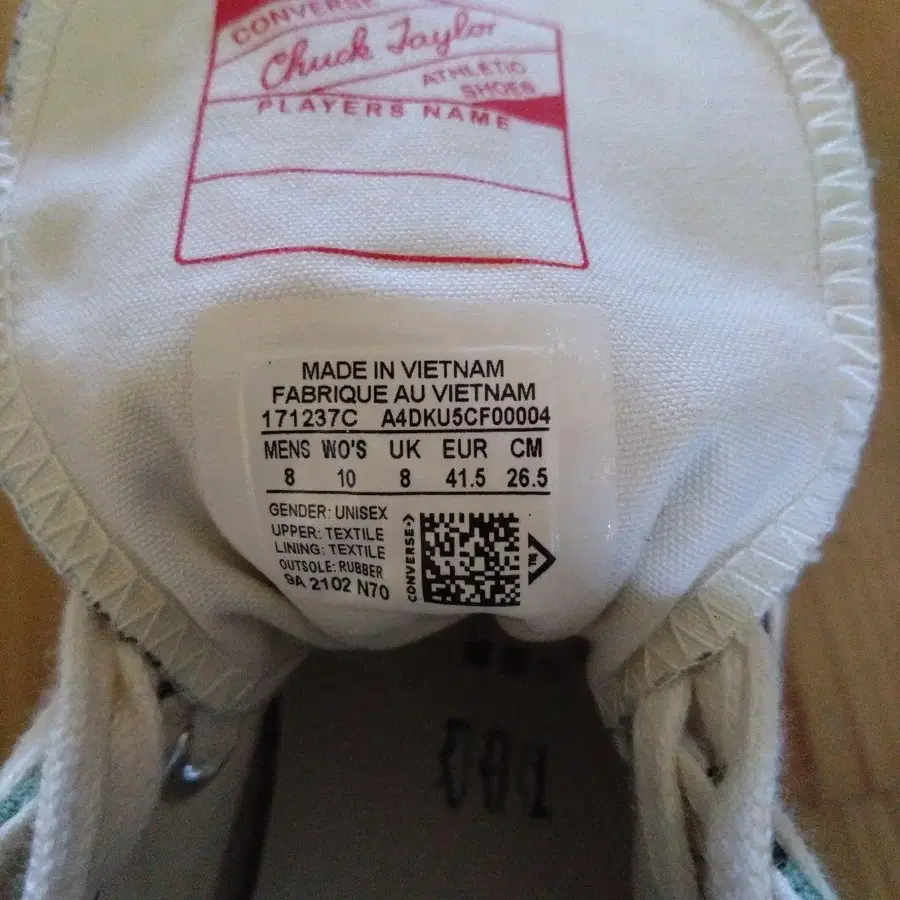 CONVERSE
Chuck Taylor
ATHLETIC
SHOES
PLAYERS NAME
MADE IN VIETNAM
FABRIQUE AU VIETNAM
171237C A4DKU5CF00004
MENS WO'S UK EUR CM
8 10 8 41.5 26.5
GENDER: UNISEX
UPPER: TEXTILE
LINING: TEXTILE
OUTSOLE: RUBBER
9A 2102 N70
CONVERSE
TM